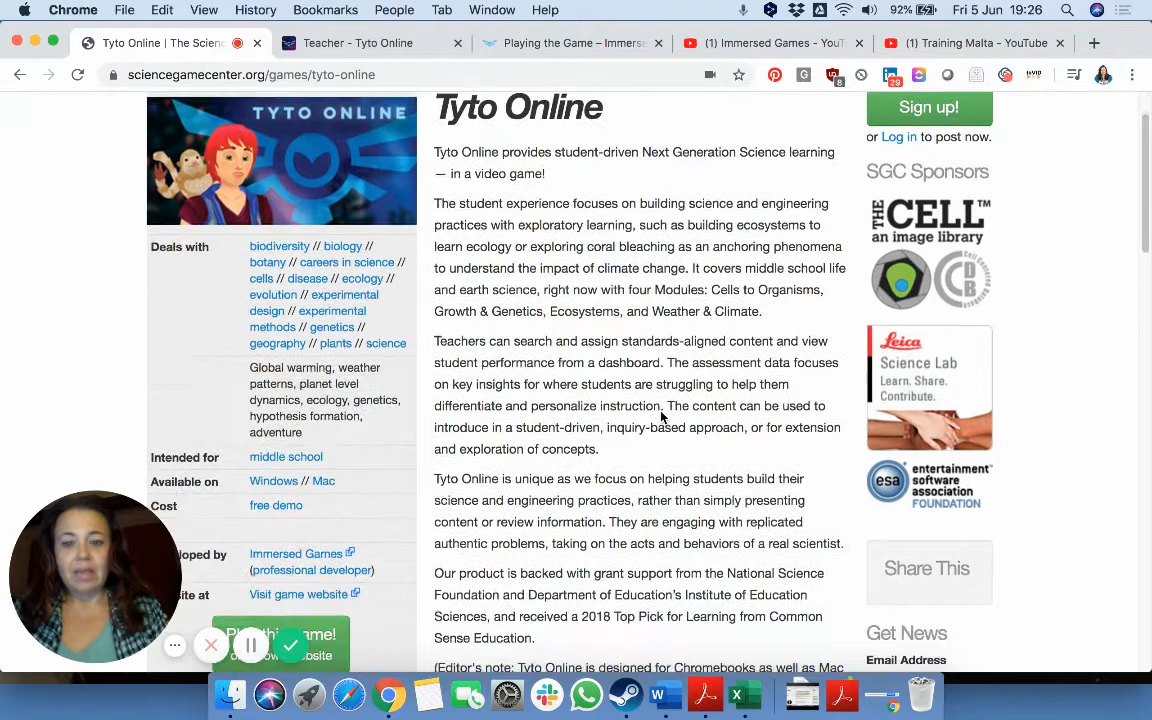 Chrome File Edit View History Bookmarks People Tab Window Help 92% Fri 5 Jun 19:26
Tyto Online | The Scienc
Teacher - Tyto Online
Playing the Game – Immerse
(1) Immersed Games - YouT
(1) Training Malta - YouTube
sciencegamecenter.org/games/tyto-online
8
29
TYTO ONLINE
Deals with
biodiversity // biology //
botany // careers in science //
cells // disease // ecology //
evolution // experimental
design // experimental
methods // genetics //
geography // plants // science
Global warming, weather
patterns, planet level
dynamics, ecology, genetics,
hypothesis formation,
adventure
Intended for middle school
Available on Windows // Mac
Cost free demo
loped by Immersed Games
(professional developer)
site at Visit game website
Tyto Online
Tyto Online provides student-driven Next Generation Science learning
— in a video game!
The student experience focuses on building science and engineering
practices with exploratory learning, such as building ecosystems to
learn ecology or exploring coral bleaching as an anchoring phenomena
to understand the impact of climate change. It covers middle school life
and earth science, right now with four Modules: Cells to Organisms,
Growth & Genetics, Ecosystems, and Weather & Climate.
Teachers can search and assign standards-aligned content and view
student performance from a dashboard. The assessment data focuses
on key insights for where students are struggling to help them
differentiate and personalize instruction. The content can be used to
introduce in a student-driven, inquiry-based approach, or for extension
and exploration of concepts.
Tyto Online is unique as we focus on helping students build their
science and engineering practices, rather than simply presenting
content or review information. They are engaging with replicated
authentic problems, taking on the acts and behaviors of a real scientist.
Our product is backed with grant support from the National Science
Foundation and Department of Education's Institute of Education
Sciences, and received a 2018 Top Pick for Learning from Common
Sense Education.
(Editor's note: Tyto Online is designed for Chromebooks as well as Mac
Sign up!
or Log in to post now.
SGC Sponsors
THE CELL
an image library
Leica
Science Lab
Learn. Share.
Contribute.
esa
entertainment
software
association
FOUNDATION
Share This
Get News
Email Address